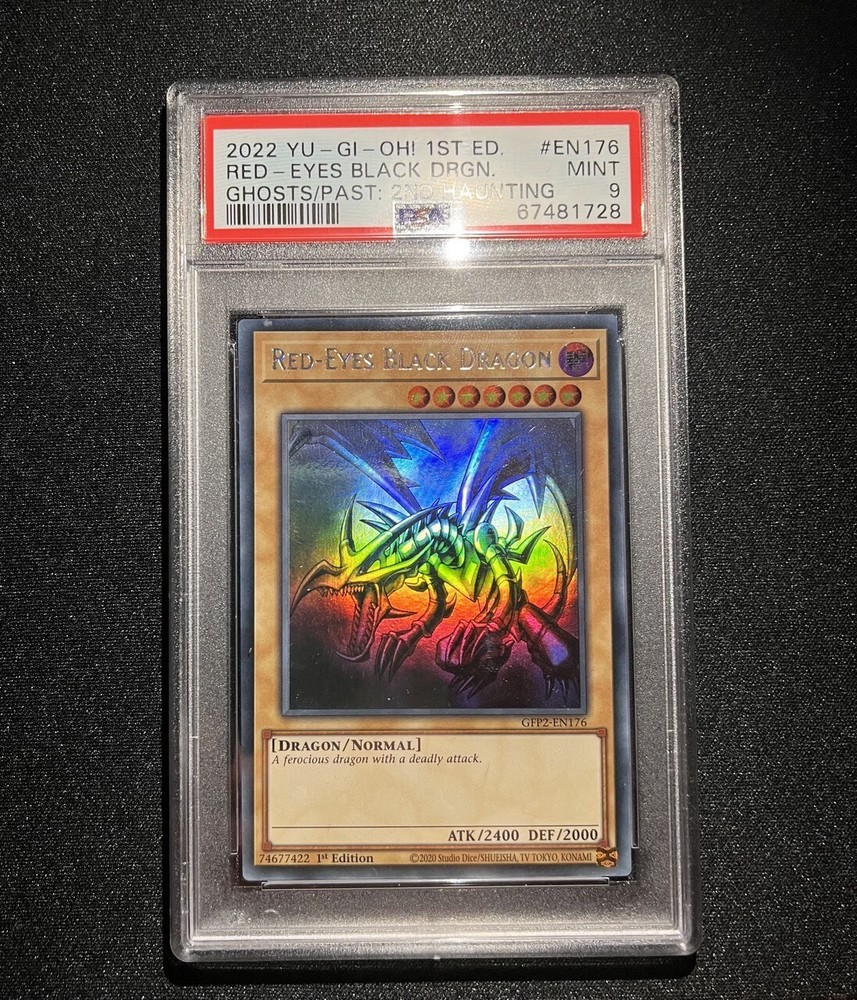 2022 YU-GI-OH! 1ST ED. #EN176
RED-EYES BLACK DRGN. MINT
GHOSTS/PAST: 2ND HAUNTING 9
PSA 67481728
RED-EYES BLACK DRAGON
GFP2-EN176
[DRAGON/NORMAL]
A ferocious dragon with a deadly attack.
ATK/2400 DEF/2000
74677422 1st Edition ©2020 Studio Dice/SHUEISHA, TV TOKYO, KONAMI